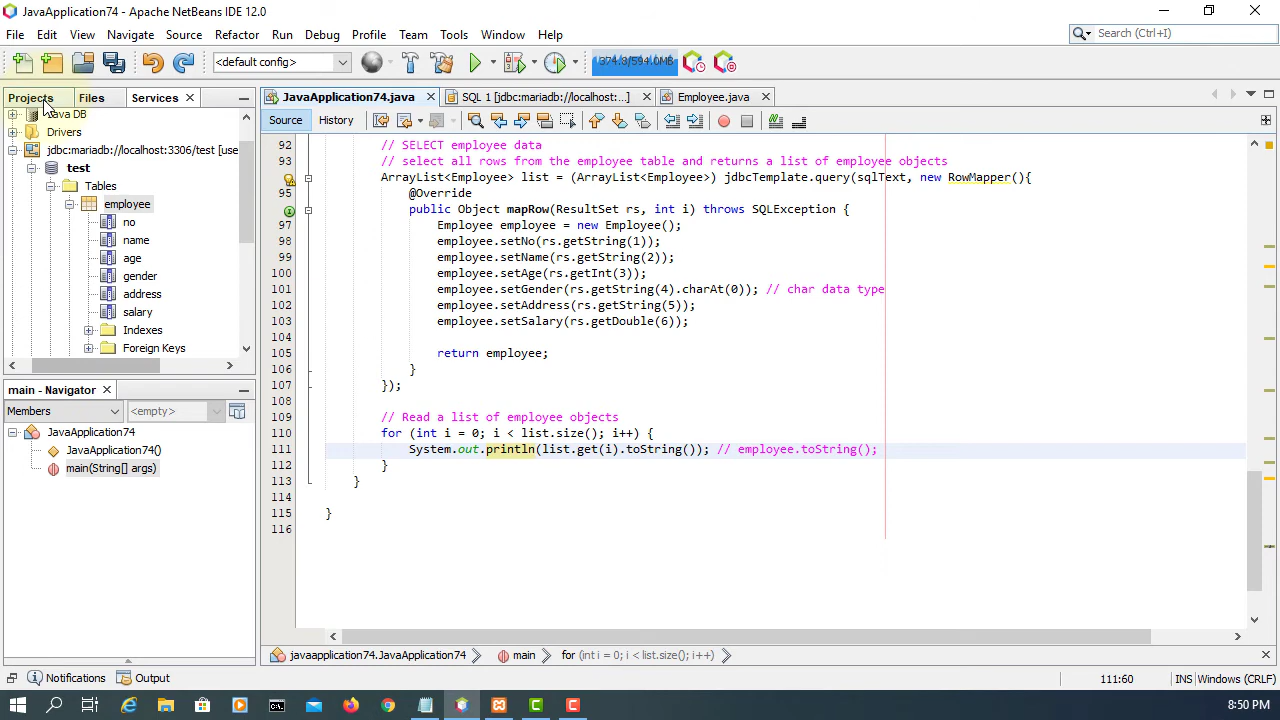 JavaApplication74 - Apache NetBeans IDE 12.0
File Edit View Navigate Source Refactor Run Debug Profile Team Tools Window Help
Search (Ctrl+I)
<default config>
374.8/594.0MB
Projects Files Services
JavaApplication74.java SQL 1 [jdbc:mariadb://localhost:...] Employee.java
Source History
Java DB
Drivers
jdbc:mariadb://localhost:3306/test [use
test
Tables
employee
no
name
age
gender
address
salary
Indexes
Foreign Keys
92 // SELECT employee data
93 // select all rows from the employee table and returns a list of employee objects
ArrayList<Employee> list = (ArrayList<Employee>) jdbcTemplate.query(sqlText, new RowMapper(){
95 @Override
public Object mapRow(ResultSet rs, int i) throws SQLException {
97 Employee employee = new Employee();
98 employee.setNo(rs.getString(1));
99 employee.setName(rs.getString(2));
100 employee.setAge(rs.getInt(3));
101 employee.setGender(rs.getString(4).charAt(0)); // char data type
102 employee.setAddress(rs.getString(5));
103 employee.setSalary(rs.getDouble(6));
104
105 return employee;
106 }
107 });
108
109 // Read a list of employee objects
110 for (int i = 0; i < list.size(); i++) {
111 System.out.println(list.get(i).toString()); // employee.toString();
112 }
113 }
114
115 }
116
main - Navigator
Members <empty>
JavaApplication74
JavaApplication74()
main(String[] args)
javaapplication74.JavaApplication74 main for (int i = 0; i < list.size(); i++)
Notifications Output
111:60 INS Windows (CRLF)
8:50 PM